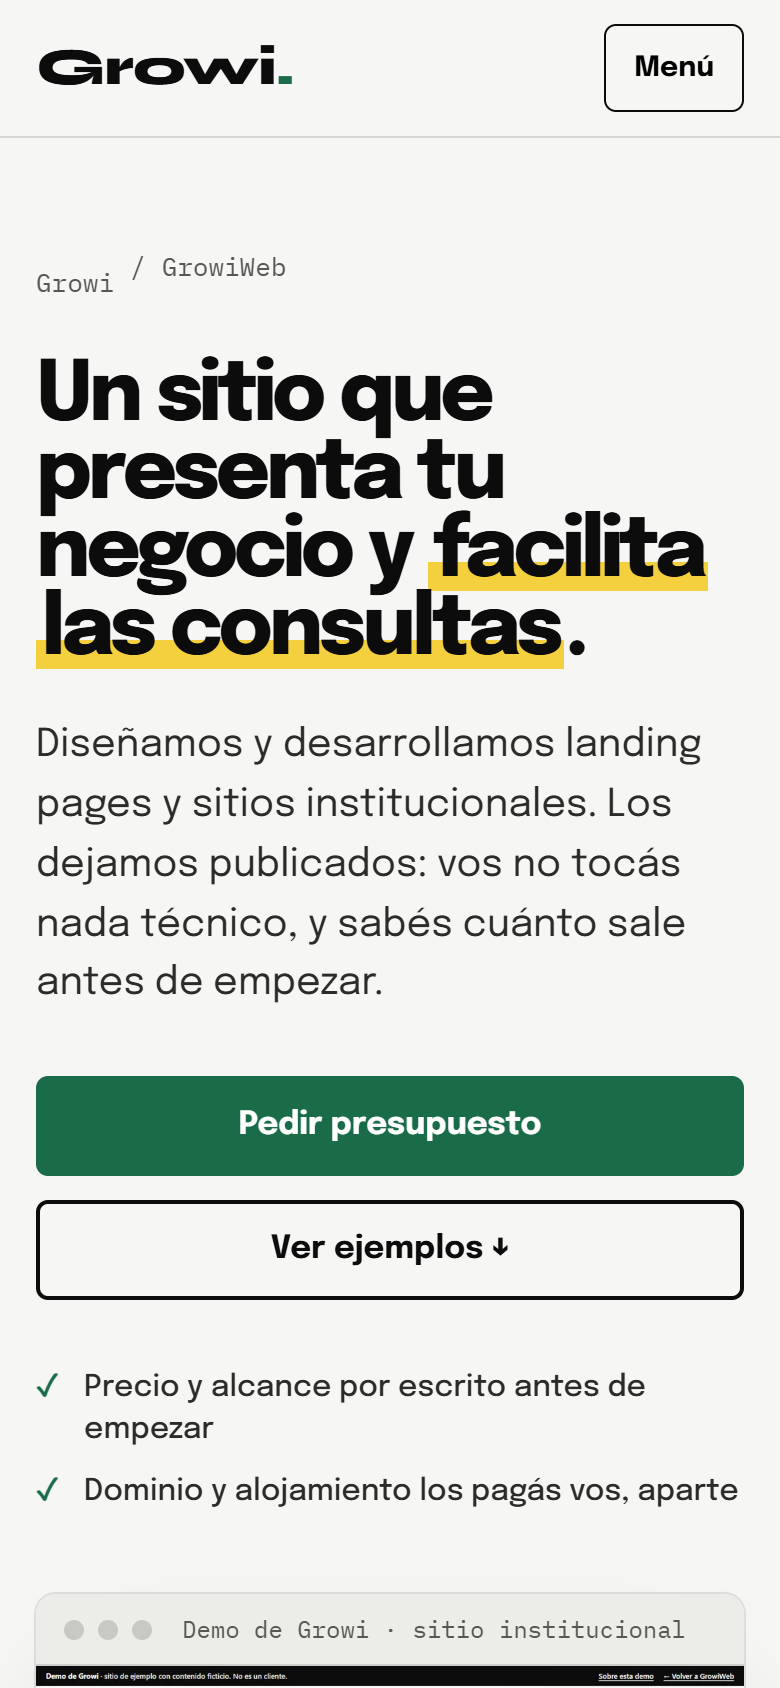 Growi.
Menú
Growi / GrowiWeb
Un sitio que
presenta tu
negocio y facilita
las consultas.
Diseñamos y desarrollamos landing
pages y sitios institucionales. Los
dejamos publicados: vos no tocás
nada técnico, y sabés cuánto sale
antes de empezar.
Pedir presupuesto
Ver ejemplos ↓
✓ Precio y alcance por escrito antes de
empezar
✓ Dominio y alojamiento los pagás vos, aparte
Demo de Growi · sitio institucional
Demo de Growi · sitio de ejemplo con contenido ficticio. No es un cliente. Sobre esta demo ← Volver a GrowiWeb